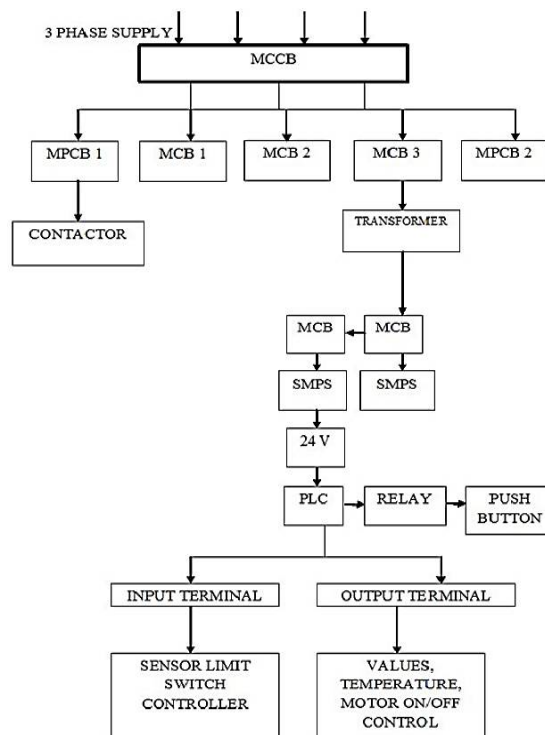 3 PHASE SUPPLY
MCCB
MPCB 1
MCB 1
MCB 2
MCB 3
MPCB 2
CONTACTOR
TRANSFORMER
MCB
MCB
SMPS
SMPS
24 V
PLC
RELAY
PUSH
BUTTON
INPUT TERMINAL
OUTPUT TERMINAL
SENSOR LIMIT
SWITCH
CONTROLLER
VALUES,
TEMPERATURE,
MOTOR ON/OFF
CONTROL